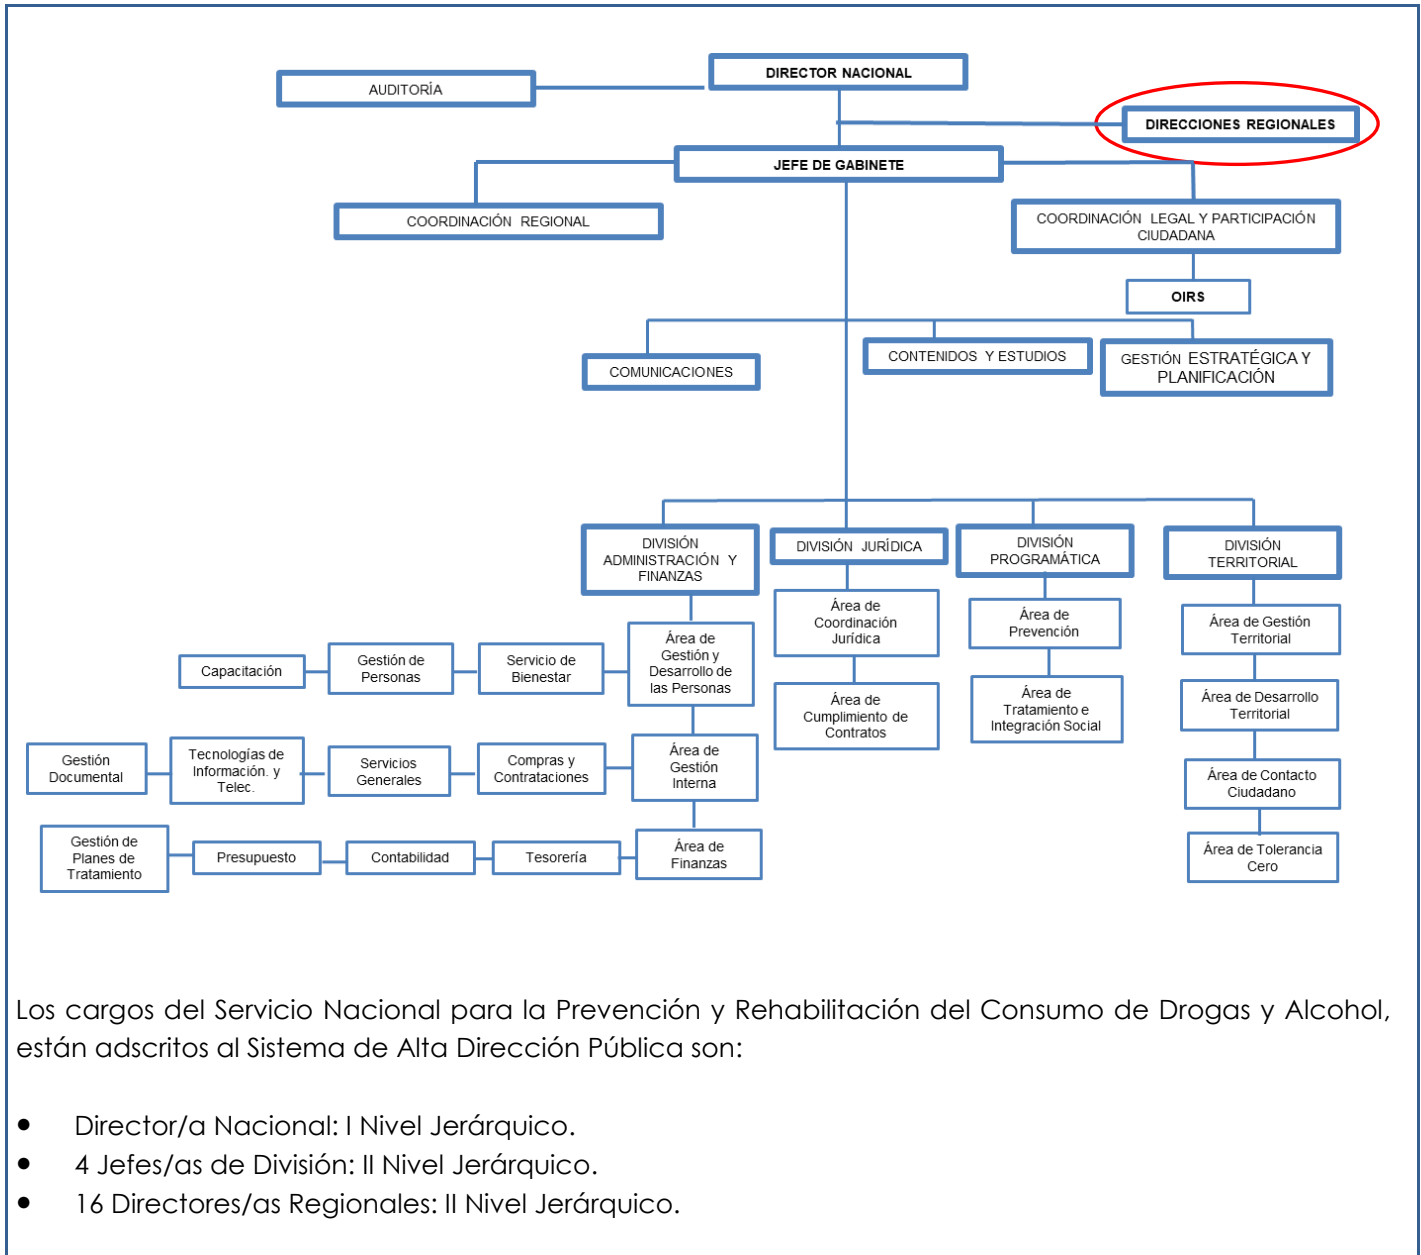 DIRECTOR NACIONAL
AUDITORÍA
DIRECCIONES REGIONALES
JEFE DE GABINETE
COORDINACIÓN REGIONAL
COORDINACIÓN LEGAL Y PARTICIPACIÓN
CIUDADANA
OIRS
COMUNICACIONES
CONTENIDOS Y ESTUDIOS
GESTIÓN ESTRATÉGICA Y
PLANIFICACIÓN
DIVISIÓN
ADMINISTRACIÓN Y
FINANZAS
DIVISIÓN JURÍDICA
DIVISIÓN
PROGRAMÁTICA
DIVISIÓN
TERRITORIAL
Área de
Coordinación
Jurídica
Área de
Prevención
Área de Gestión
Territorial
Capacitación
Gestión de
Personas
Servicio de
Bienestar
Área de
Gestión y
Desarrollo de
las Personas
Área de
Cumplimiento de
Contratos
Área de
Tratamiento e
Integración Social
Área de Desarrollo
Territorial
Gestión
Documental
Tecnologías de
Información. y
Telec.
Servicios
Generales
Compras y
Contrataciones
Área de
Gestión
Interna
Área de Contacto
Ciudadano
Gestión de
Planes de
Tratamiento
Presupuesto
Contabilidad
Tesorería
Área de
Finanzas
Área de Tolerancia
Cero
Los cargos del Servicio Nacional para la Prevención y Rehabilitación del Consumo de Drogas y Alcohol,
están adscritos al Sistema de Alta Dirección Pública son:
● Director/a Nacional: I Nivel Jerárquico.
● 4 Jefes/as de División: II Nivel Jerárquico.
● 16 Directores/as Regionales: II Nivel Jerárquico.